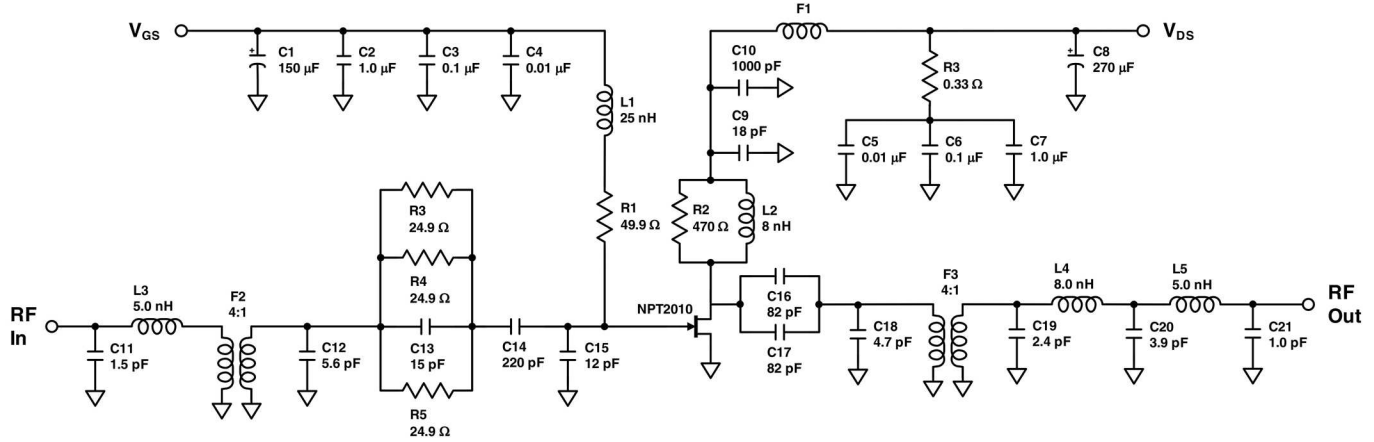 V_GS
C1
150 µF
C2
1.0 µF
C3
0.1 µF
C4
0.01 µF
L1
25 nH
R1
49.9 Ω
F1
V_DS
C10
1000 pF
C9
18 pF
R3
0.33 Ω
C8
270 µF
C5
0.01 µF
C6
0.1 µF
C7
1.0 µF
R2
470 Ω
L2
8 nH
R3
24.9 Ω
R4
24.9 Ω
RF
In
L3
5.0 nH
C11
1.5 pF
F2
4:1
C12
5.6 pF
C13
15 pF
R5
24.9 Ω
C14
220 pF
C15
12 pF
NPT2010
C16
82 pF
C17
82 pF
C18
4.7 pF
F3
4:1
C19
2.4 pF
L4
8.0 nH
C20
3.9 pF
L5
5.0 nH
C21
1.0 pF
RF
Out